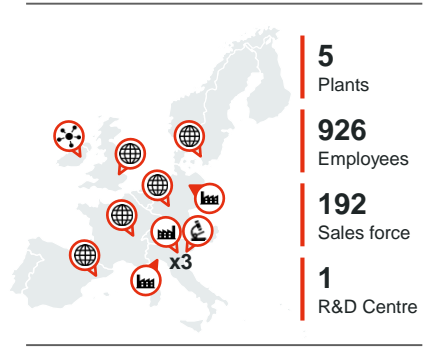 5
Plants
926
Employees
192
Sales force
x3
1
R&D Centre